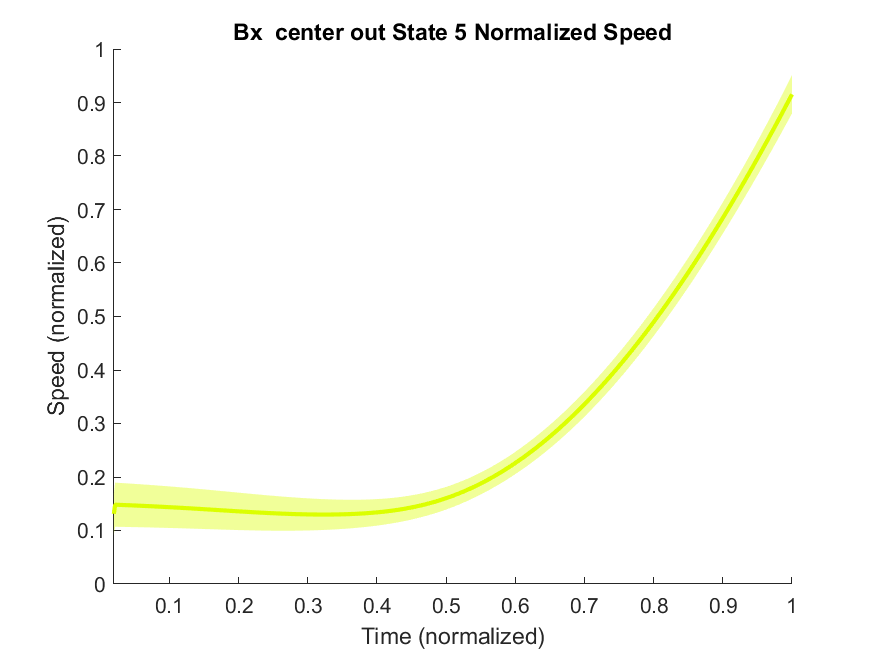 Bx  center out State 5 Normalized Speed
1
0.9
0.8
0.7
0.6
0.5
0.4
0.3
0.2
0.1
0
Speed (normalized)
0.1 0.2 0.3 0.4 0.5 0.6 0.7 0.8 0.9 1
Time (normalized)